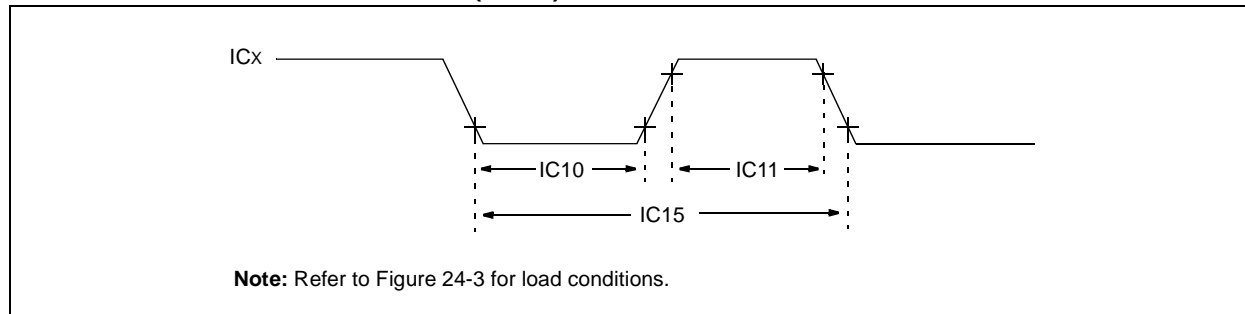 ICx
IC10
IC11
IC15
Note: Refer to Figure 24-3 for load conditions.